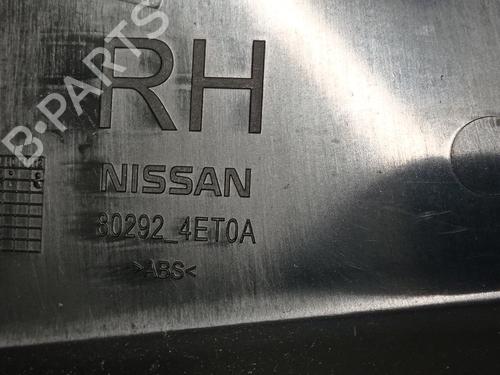 B-PARTS
RH
NISSAN
80292_4ET0A
>ABS<